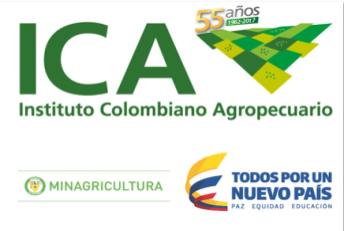 ICA
55 años
1962-2017
Instituto Colombiano Agropecuario
MINAGRICULTURA
TODOS POR UN
NUEVO PAÍS
PAZ EQUIDAD EDUCACIÓN